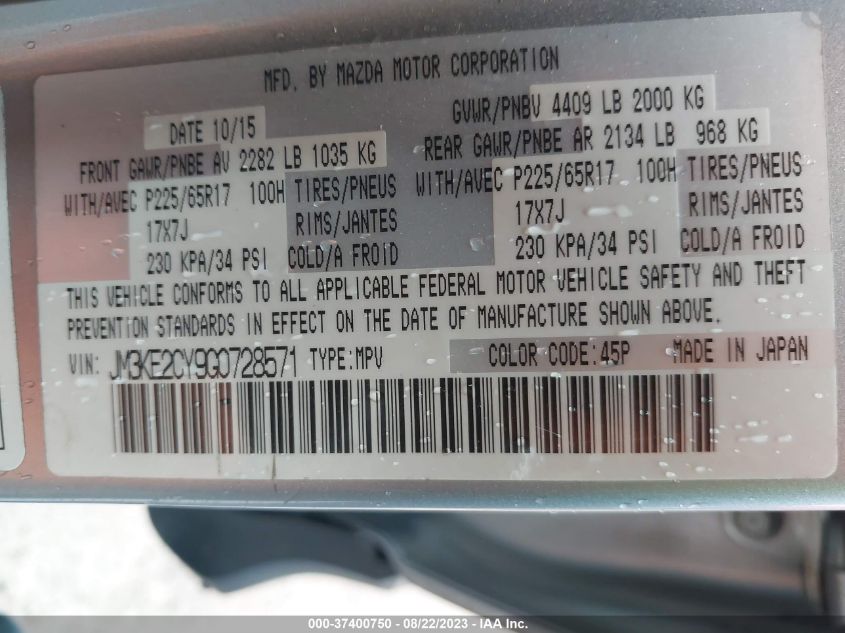 MFD. BY MAZDA MOTOR CORPORATION
DATE 10/15 GVWR/PNBV 4409 LB 2000 KG
FRONT GAWR/PNBE AV 2282 LB 1035 KG REAR GAWR/PNBE AR 2134 LB 968 KG
WITH/AVEC P225/65R17 100H TIRES/PNEUS WITH/AVEC P225/65R17 100H TIRES/PNEUS
17X7J RIMS/JANTES 17X7J RIMS/JANTES
230 KPA/34 PSI COLD/A FROID 230 KPA/34 PSI COLD/A FROID
THIS VEHICLE CONFORMS TO ALL APPLICABLE FEDERAL MOTOR VEHICLE SAFETY AND THEFT
PREVENTION STANDARDS IN EFFECT ON THE DATE OF MANUFACTURE SHOWN ABOVE.
VIN: JM3KE2CY9G0728571 TYPE:MPV COLOR CODE:45P MADE IN JAPAN
000-37400750 - 08/22/2023 - IAA Inc.